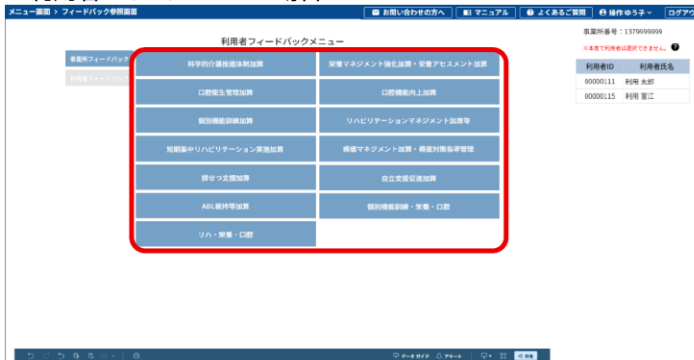 メニュー画面 > フィードバック参照画面
お問い合わせの方へ
マニュアル
よくあるご質問
操作ゆう子
ログアウ
事業所番号：1379999999
利用者フィードバックメニュー
※本表で利用者は選択できません。
事業所フィードバック
利用者フィードバック
科学的介護推進体制加算
栄養マネジメント強化加算・栄養アセスメント加算
口腔衛生管理加算
口腔機能向上加算
個別機能訓練加算
リハビリテーションマネジメント加算等
短期集中リハビリテーション実施加算
褥瘡マネジメント加算・褥瘡対策指導管理
排せつ支援加算
自立支援促進加算
ADL維持等加算
個別機能訓練・栄養・口腔
リハ・栄養・口腔
利用者ID 利用者氏名
00000111 利用 太郎
00000115 利用 富江
データ ガイド
アラート
共有